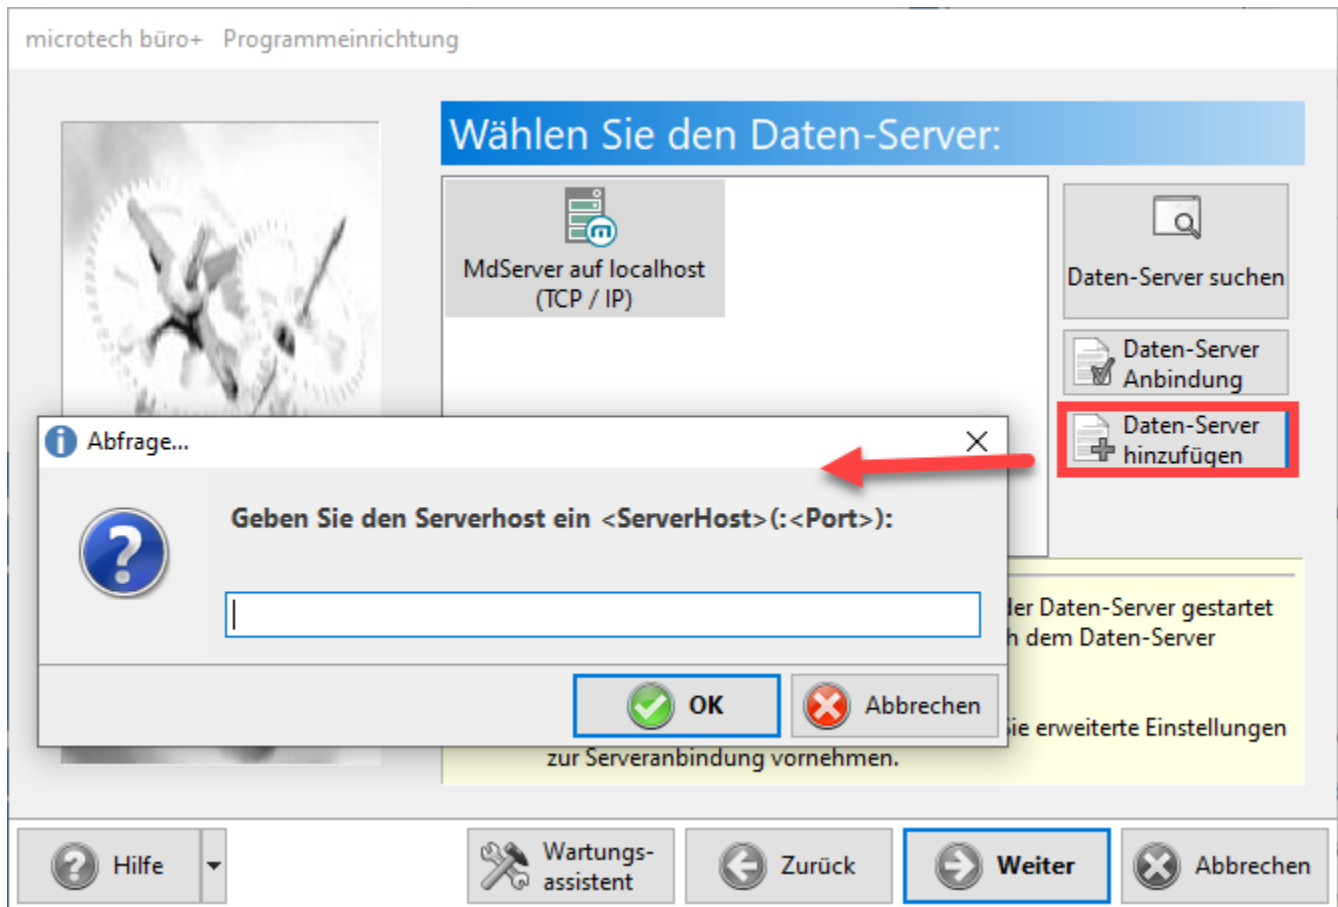 microtech büro+ Programmeinrichtung
Wählen Sie den Daten-Server:
MdServer auf localhost
(TCP / IP)
Daten-Server suchen
Daten-Server
Anbindung
Daten-Server
hinzufügen
Abfrage...
Geben Sie den Serverhost ein <ServerHost>(:<Port>):
OK
Abbrechen
Daten-Server gestartet
dem Daten-Server
erweiterte Einstellungen
zur Serveranbindung vornehmen.
Hilfe
Wartungs-
assistent
Zurück
Weiter
Abbrechen